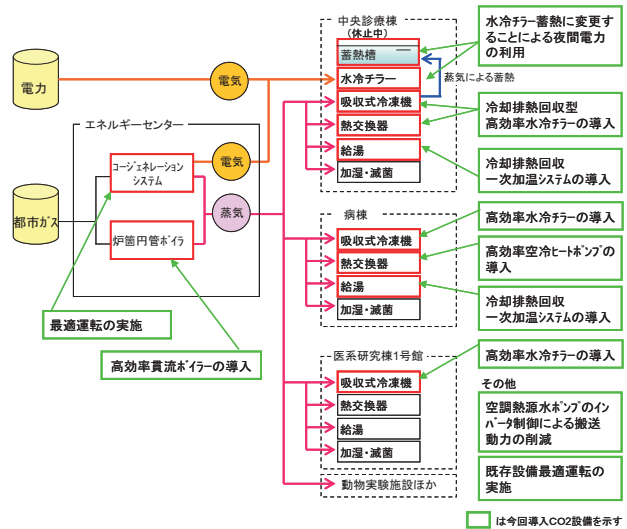 中央診療棟
(休止中)
蓄熱槽
水冷チラー
吸収式冷凍機
熱交換器
給湯
加湿・滅菌
蒸気による蓄熱
水冷ﾁﾗｰ蓄熱に変更す
ることによる夜間電力
の利用
冷却排熱回収型
高効率水冷ﾁﾗｰの導入
冷却排熱回収
一次加温ｼｽﾃﾑの導入
電力
電気
エネルギーセンター
ｺｰｼﾞｪﾈﾚｰｼｮﾝ
ｼｽﾃﾑ
電気
蒸気
都市ｶﾞｽ
炉筒円管ﾎﾞｲﾗ
最適運転の実施
高効率貫流ﾎﾞｲﾗｰの導入
病棟
吸収式冷凍機
熱交換器
給湯
加湿・滅菌
高効率水冷ﾁﾗｰの導入
高効率空冷ﾋｰﾄﾎﾟﾝﾌﾟの
導入
冷却排熱回収
一次加温ｼｽﾃﾑの導入
医系研究棟1号館
吸収式冷凍機
熱交換器
給湯
加湿・滅菌
動物実験施設ほか
高効率水冷ﾁﾗｰの導入
その他
空調熱源水ﾎﾟﾝﾌﾟのｲﾝ
ﾊﾞｰﾀ制御による搬送
動力の削減
既存設備最適運転の
実施
は今回導入CO2設備を示す